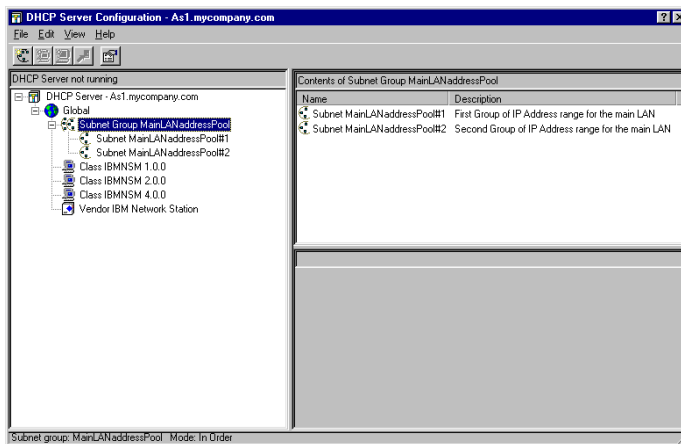 DHCP Server Configuration - As1.mycompany.com
File Edit View Help
DHCP Server not running
DHCP Server - As1.mycompany.com
Global
Subnet Group MainLANaddressPool
Subnet MainLANAddressPool#1
Subnet MainLANAddressPool#2
Class IBMNSM 1.0.0
Class IBMNSM 2.0.0
Class IBMNSM 4.0.0
Vendor IBM Network Station
Contents of Subnet Group MainLANaddressPool
Name Description
Subnet MainLANAddressPool#1 First Group of IP Address range for the main LAN
Subnet MainLANAddressPool#2 Second Group of IP Address range for the main LAN
Subnet group: MainLANaddressPool Mode: In Order